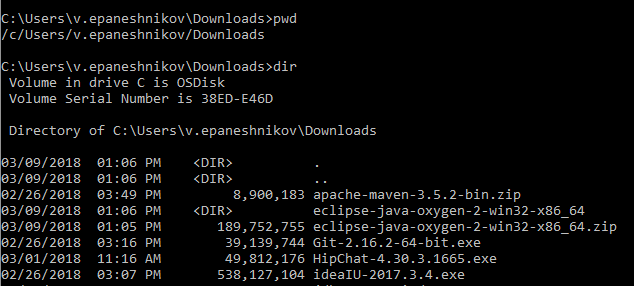 C:\Users\v.epaneshnikov\Downloads>pwd
/c/Users/v.epaneshnikov/Downloads
C:\Users\v.epaneshnikov\Downloads>dir
Volume in drive C is OSDisk
Volume Serial Number is 38ED-E46D
Directory of C:\Users\v.epaneshnikov\Downloads
03/09/2018 01:06 PM <DIR> .
03/09/2018 01:06 PM <DIR> ..
02/26/2018 03:49 PM 8,900,183 apache-maven-3.5.2-bin.zip
03/09/2018 01:06 PM <DIR> eclipse-java-oxygen-2-win32-x86_64
03/09/2018 01:05 PM 189,752,755 eclipse-java-oxygen-2-win32-x86_64.zip
02/26/2018 03:16 PM 39,139,744 Git-2.16.2-64-bit.exe
03/01/2018 11:16 AM 49,812,176 HipChat-4.30.3.1665.exe
02/26/2018 03:07 PM 538,127,104 ideaIU-2017.3.4.exe